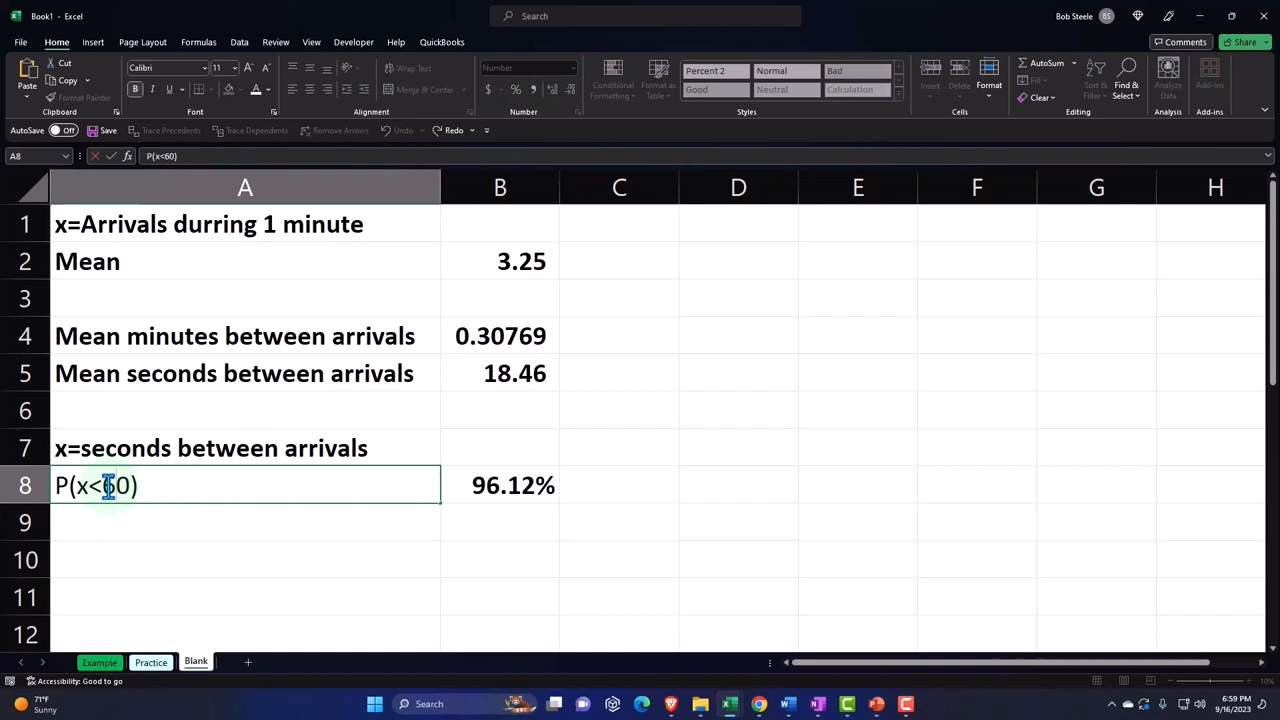 Book1 - Excel
Search
Bob Steele
BS
File Home Insert Page Layout Formulas Data Review View Developer Help QuickBooks
Comments
Share
Paste
Cut
Copy
Format Painter
Clipboard
Calibri
11
Font
Wrap Text
Merge & Center
Alignment
Number
Number
Conditional Formatting
Format as Table
Percent 2
Normal
Bad
Good
Neutral
Calculation
Styles
Insert
Delete
Format
Cells
AutoSum
Fill
Clear
Sort & Filter
Find & Select
Editing
Analyze Data
Analysis
Add-ins
Add-ins
AutoSave Off
Save
Trace Precedents
Trace Dependents
Remove Arrows
Undo
Redo
A8
P(x<60)
A B C D E F G H
1 x=Arrivals durring 1 minute
2 Mean 3.25
3
4 Mean minutes between arrivals 0.30769
5 Mean seconds between arrivals 18.46
6
7 x=seconds between arrivals
8 P(x<60) 96.12%
9
10
11
12
Example Practice Blank
Accessibility: Good to go
10%
71°F
Sunny
Search
6:59 PM
9/16/2023